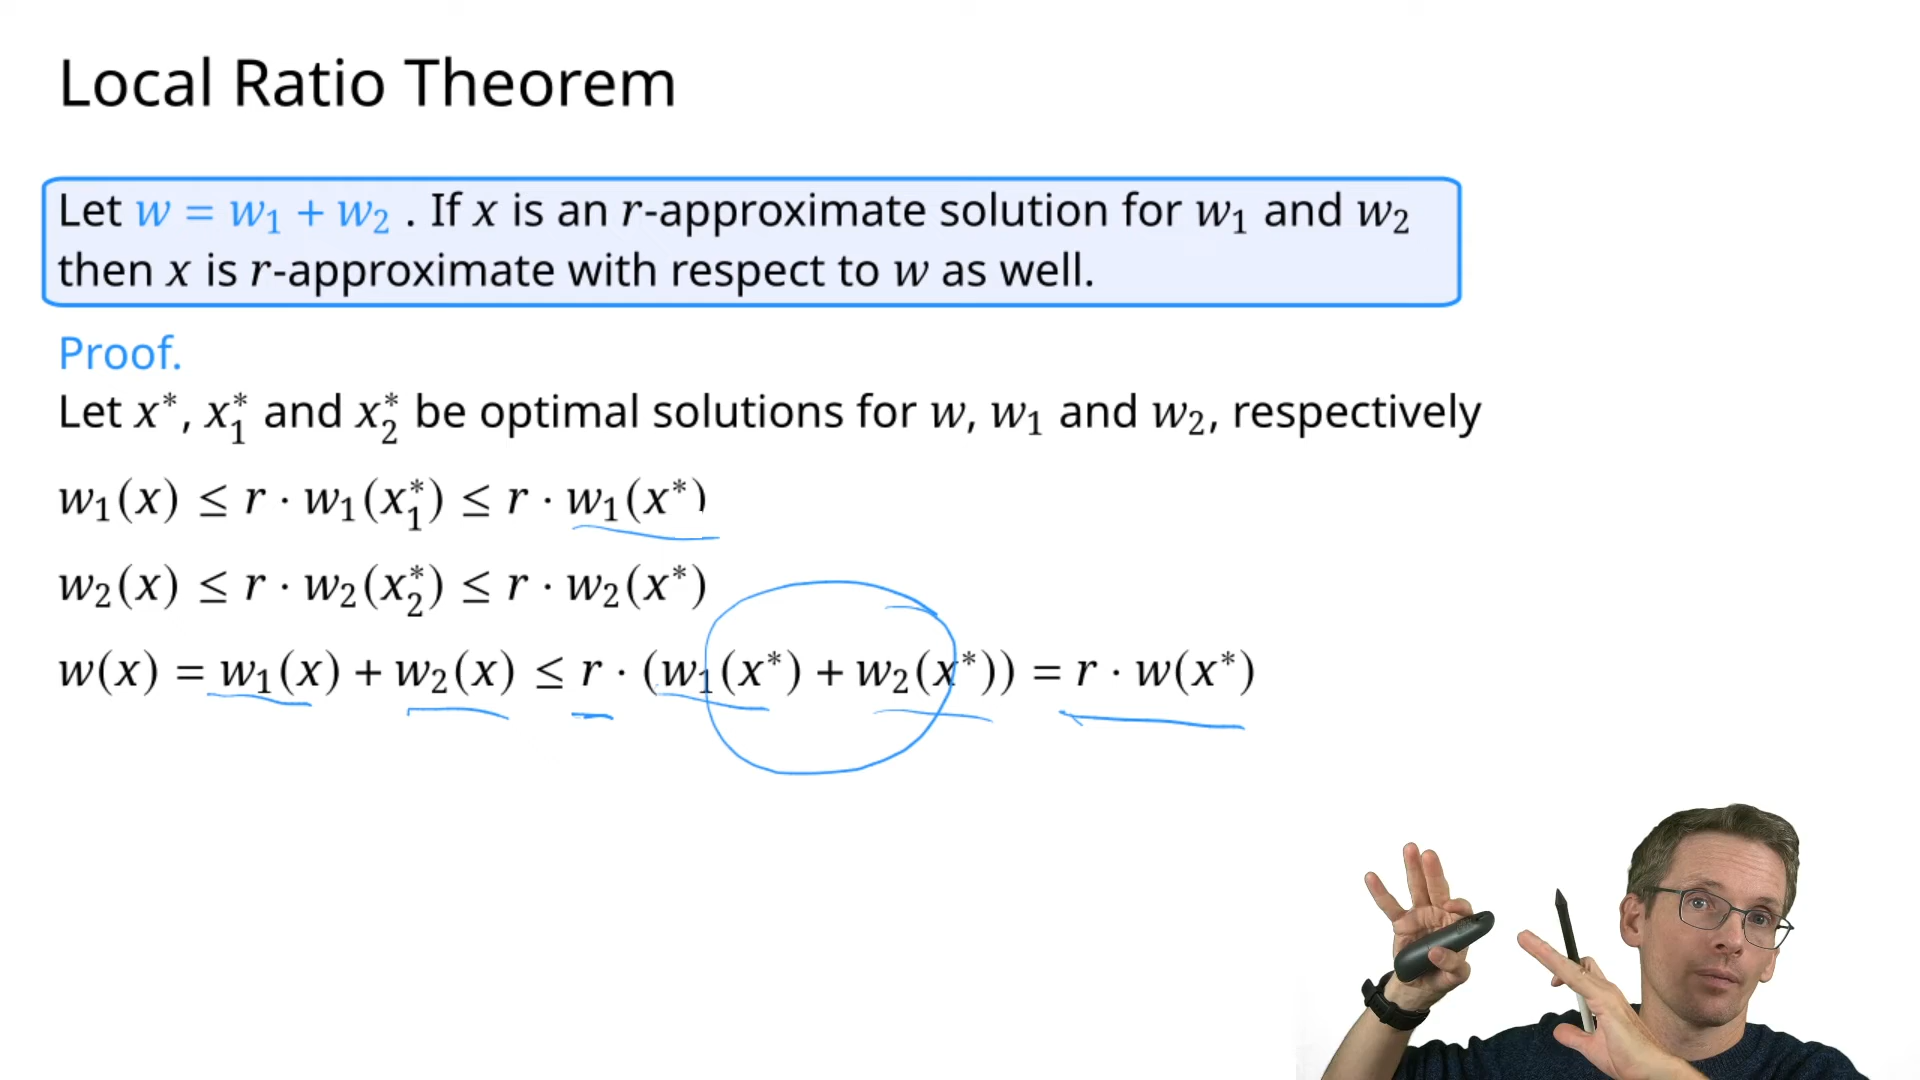 Local Ratio Theorem
Let w = w₁ + w₂ . If x is an r-approximate solution for w₁ and w₂
then x is r-approximate with respect to w as well.
Proof.
Let x*, x₁* and x₂* be optimal solutions for w, w₁ and w₂, respectively
w₁(x) ≤ r · w₁(x₁*) ≤ r · w₁(x*)
w₂(x) ≤ r · w₂(x₂*) ≤ r · w₂(x*)
w(x) = w₁(x) + w₂(x) ≤ r · (w₁(x*) + w₂(x*)) = r · w(x*)